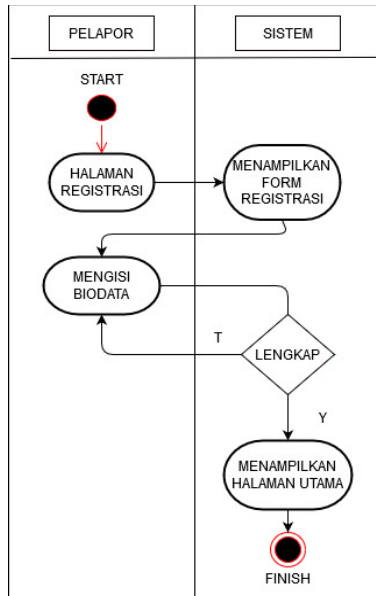 PELAPOR
SISTEM
START
HALAMAN
REGISTRASI
MENAMPILKAN
FORM
REGISTRASI
MENGISI
BIODATA
T
LENGKAP
Y
MENAMPILKAN
HALAMAN UTAMA
FINISH